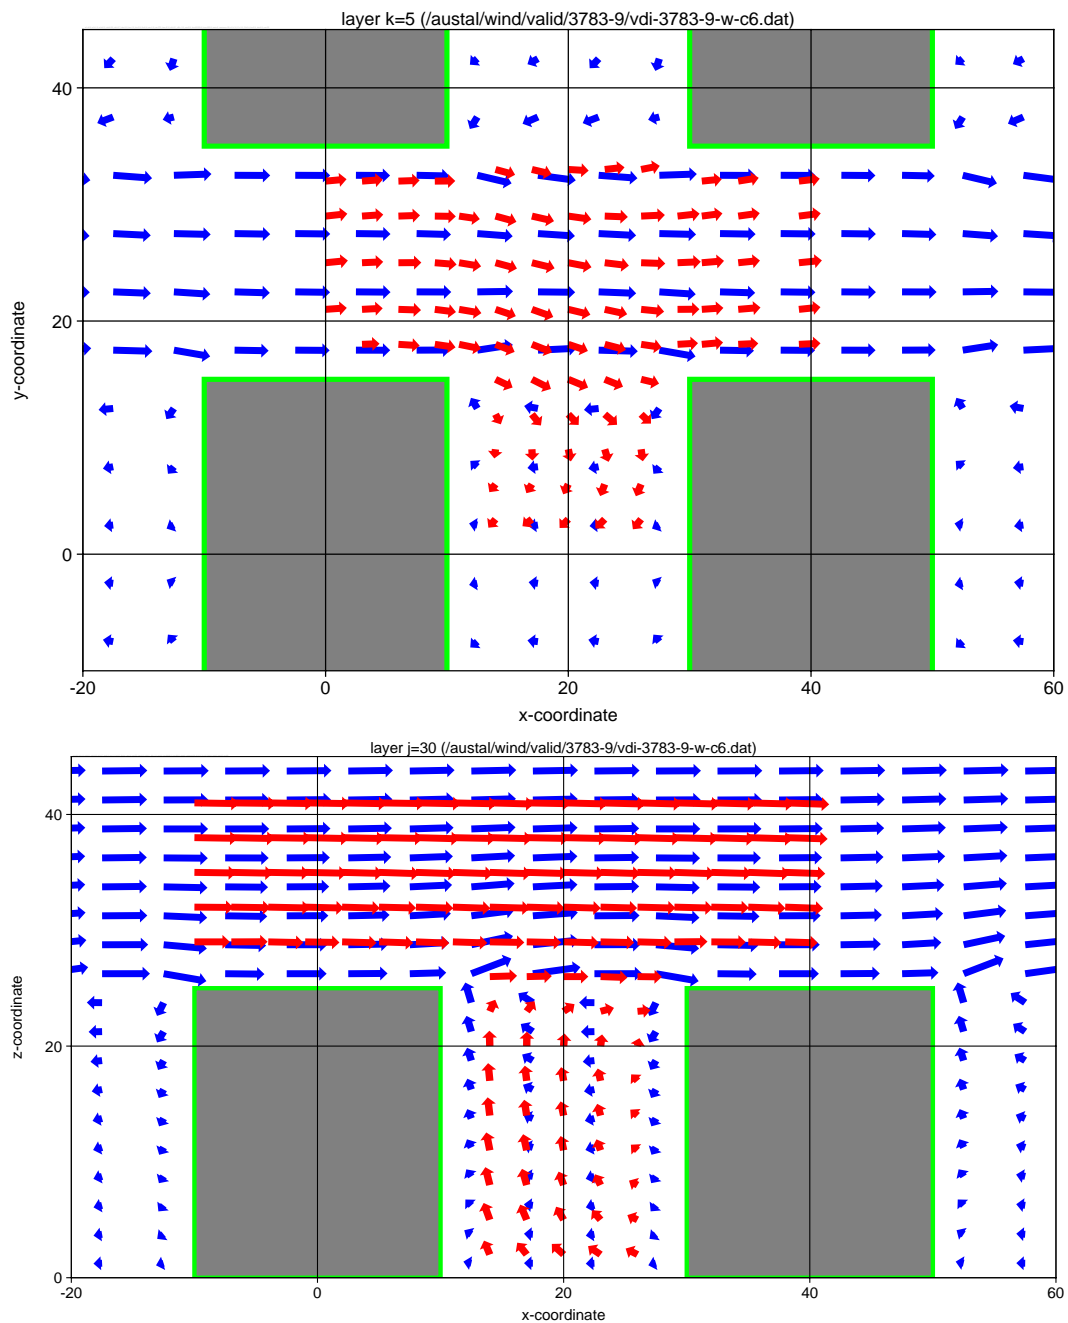 layer k=5 (/austal/wind/valid/3783-9/vdi-3783-9-w-c6.dat)
40
20
0
y-coordinate
-20 0 20 40 60
x-coordinate
layer j=30 (/austal/wind/valid/3783-9/vdi-3783-9-w-c6.dat)
40
20
0
z-coordinate
-20 0 20 40 60
x-coordinate